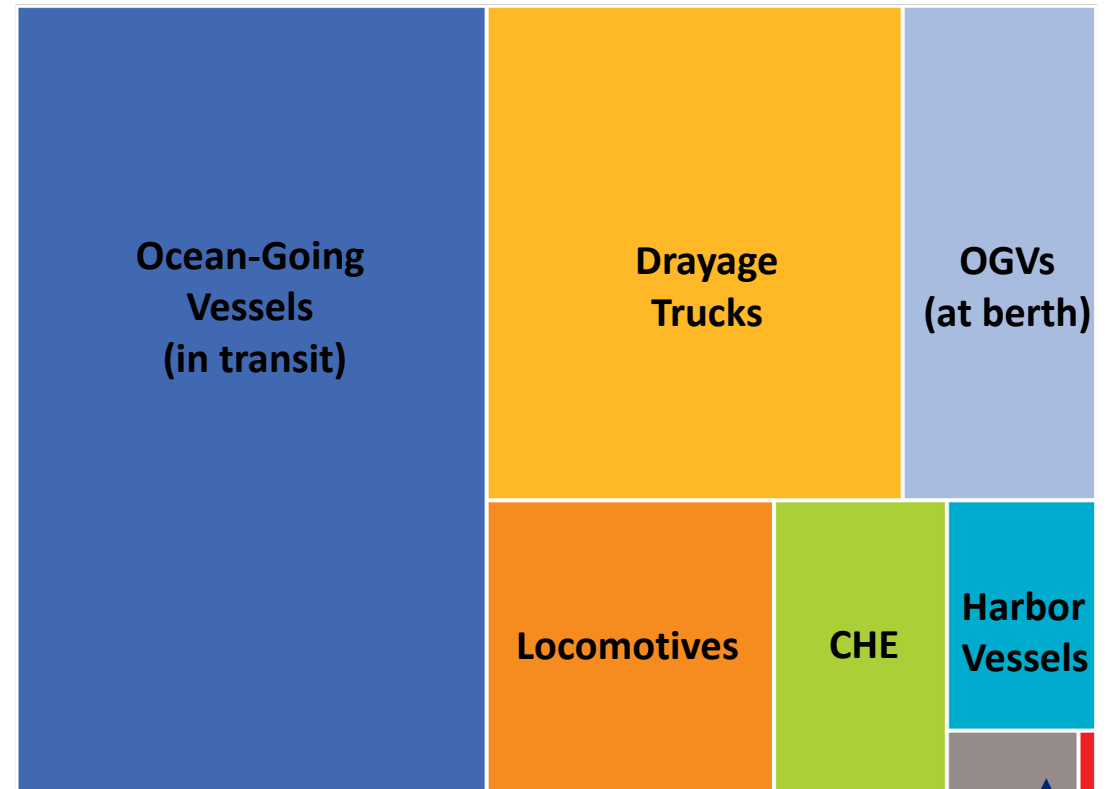 Ocean-Going
Vessels
(in transit)
Drayage
Trucks
OGVs
(at berth)
Locomotives
CHE
Harbor
Vessels